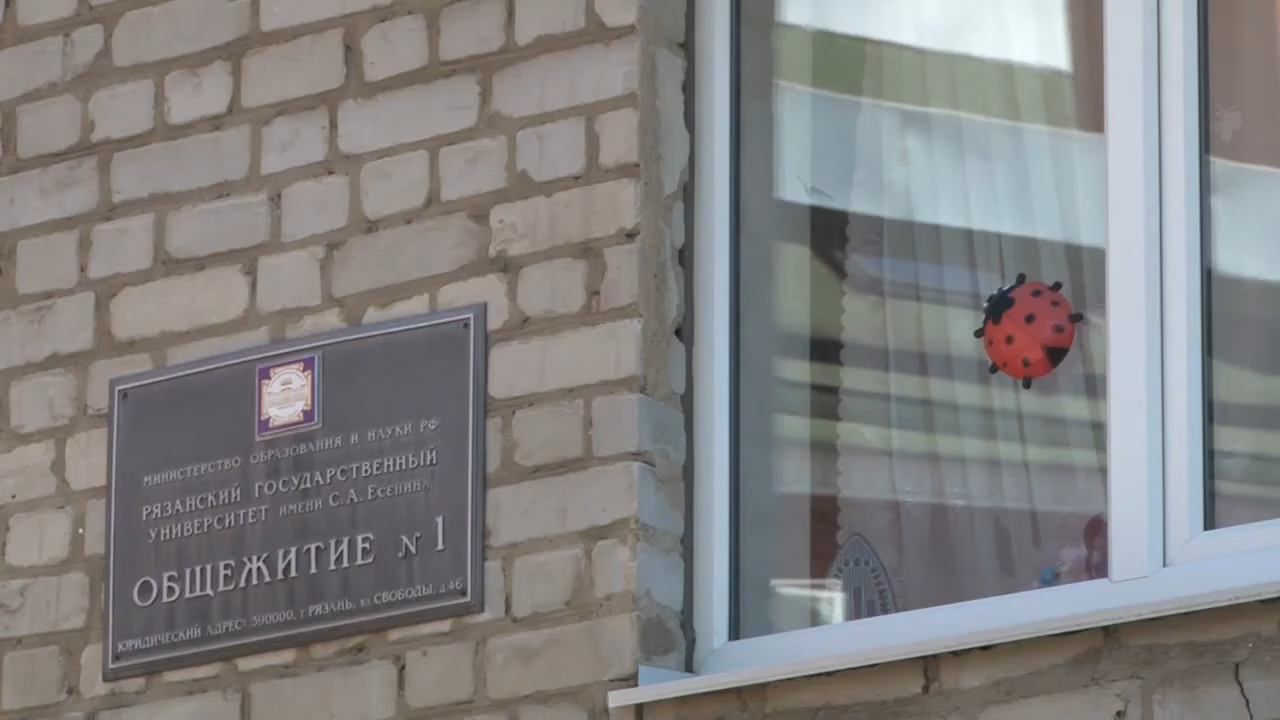 МИНИСТЕРСТВО ОБРАЗОВАНИЯ И НАУКИ РФ
РЯЗАНСКИЙ ГОСУДАРСТВЕННЫЙ
УНИВЕРСИТЕТ ИМЕНИ С.А. ЕСЕНИНА
ОБЩЕЖИТИЕ № 1
ЮРИДИЧЕСКИЙ АДРЕС: 390000, Г. РЯЗАНЬ, УЛ. СВОБОДЫ, Д. 46